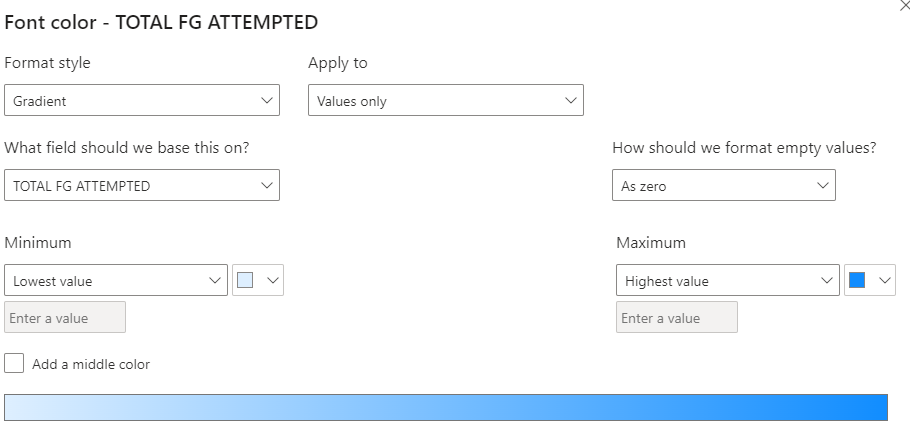 Font color - TOTAL FG ATTEMPTED
Format style
Apply to
Gradient
Values only
What field should we base this on?
How should we format empty values?
TOTAL FG ATTEMPTED
As zero
Minimum
Maximum
Lowest value
Highest value
Enter a value
Enter a value
Add a middle color